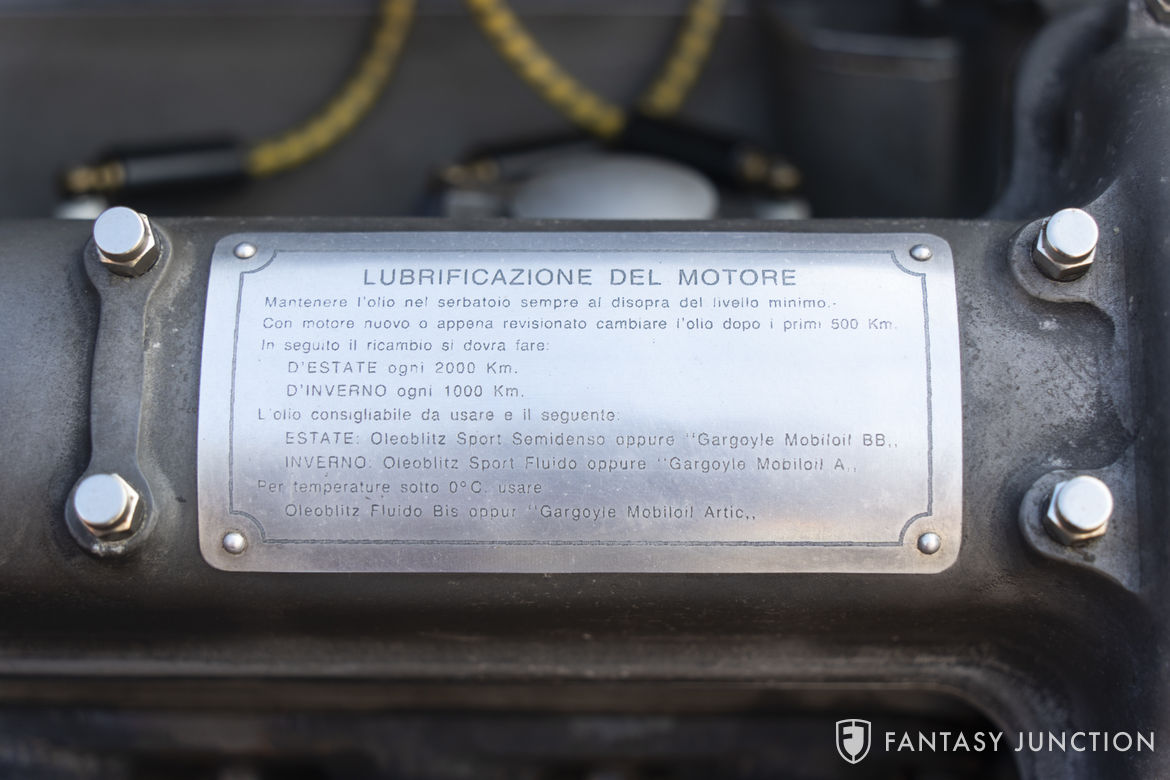 LUBRIFICAZIONE DEL MOTORE
Mantenere l'olio nel serbatoio sempre al disopra del livello minimo.-
Con motore nuovo o appena revisionato cambiare l'olio dopo i primi 500 Km.
In seguito il ricambio si dovra fare:
D'ESTATE ogni 2000 Km.
D'INVERNO ogni 1000 Km.
L'olio consigliabile da usare e il seguente:
ESTATE: Oleoblitz Sport Semidenso oppure "Gargoyle Mobiloil BB,,
INVERNO: Oleoblitz Sport Fluido oppure "Gargoyle Mobiloil A,,
Per temperature sotto 0°C. usare
Oleoblitz Fluido Bis oppur "Gargoyle Mobiloil Artic,,
FANTASY JUNCTION